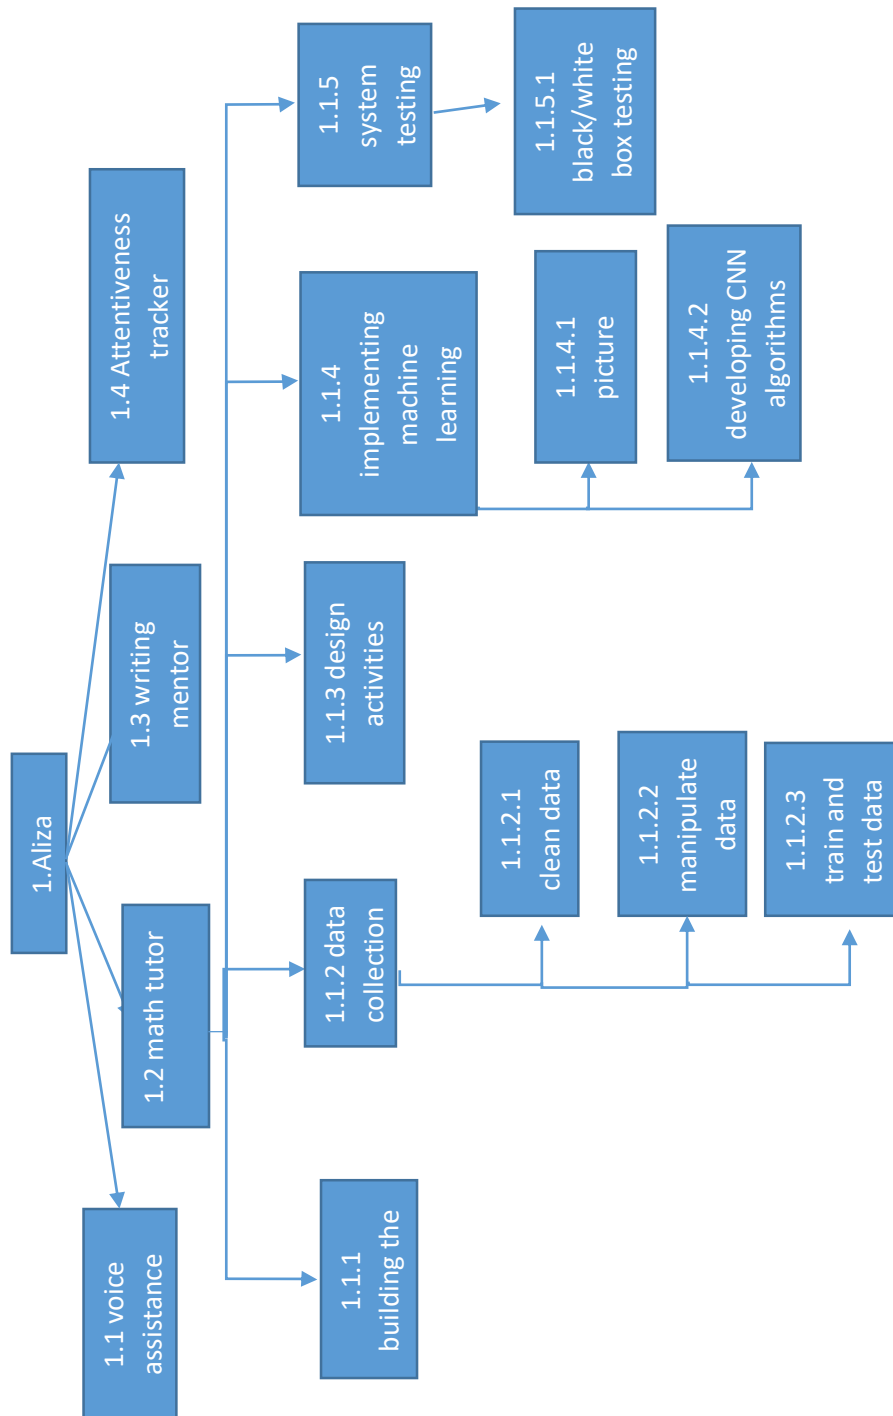 1.Aliza
1.1 voice
assistance
1.2 math tutor
1.3 writing
mentor
1.4 Attentiveness
tracker
1.1.1
building the
1.1.2 data
collection
1.1.3 design
activities
1.1.4
implementing
machine
learning
1.1.5
system
testing
1.1.2.1
clean data
1.1.2.2
manipulate
data
1.1.2.3
train and
test data
1.1.4.1
picture
1.1.4.2
developing CNN
algorithms
1.1.5.1
black/white
box testing